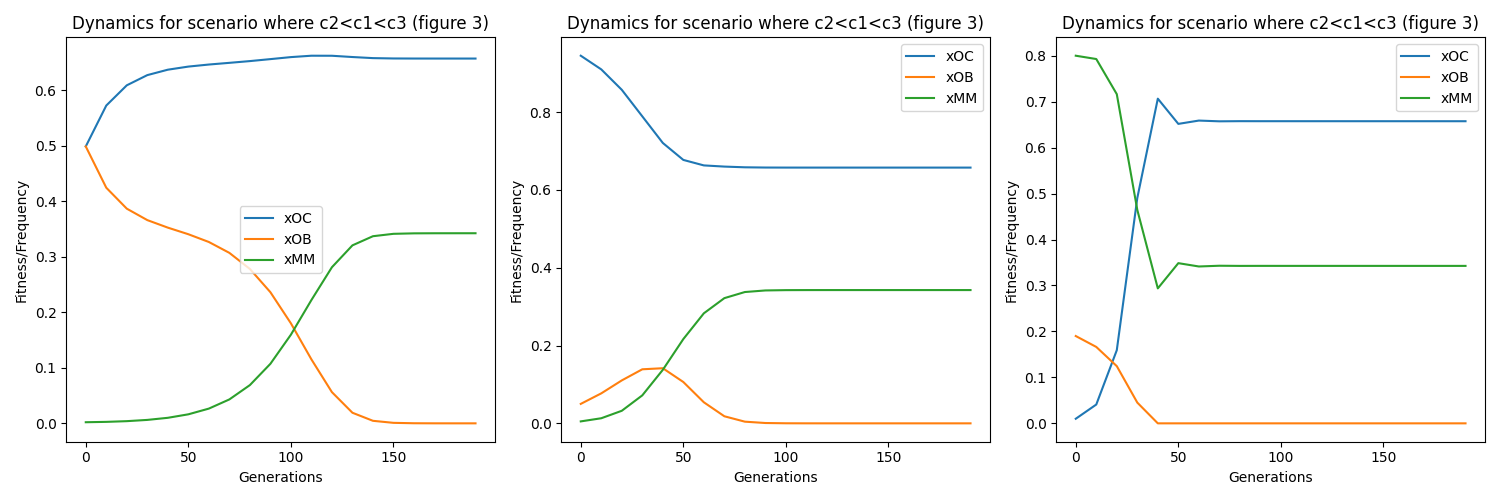 Dynamics for scenario where c2<c1<c3 (figure 3)
Fitness/Frequency
0.6
0.5
0.4
0.3
0.2
0.1
0.0
xOC
xOB
xMM
0
50
100
150
Generations
Dynamics for scenario where c2<c1<c3 (figure 3)
Fitness/Frequency
0.8
0.6
0.4
0.2
0.0
xOC
xOB
xMM
0
50
100
150
Generations
Dynamics for scenario where c2<c1<c3 (figure 3)
Fitness/Frequency
0.8
0.7
0.6
0.5
0.4
0.3
0.2
0.1
0.0
xOC
xOB
xMM
0
50
100
150
Generations